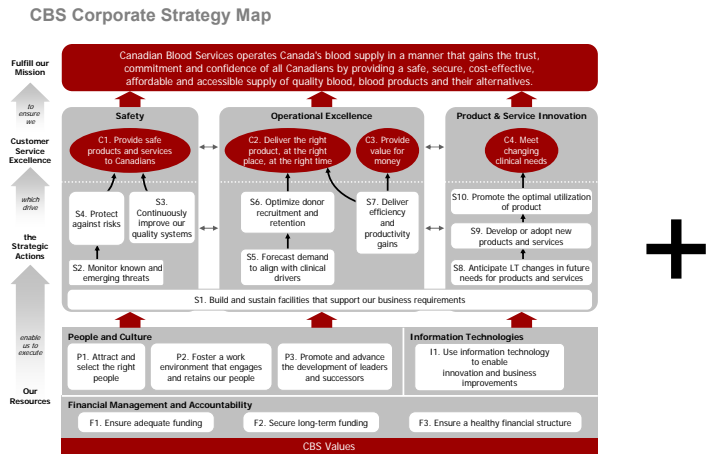 CBS Corporate Strategy Map
Fulfill our
Mission
to
ensure
we
Customer
Service
Excellence
which
drive
the
Strategic
Actions
enable
us to
execute
Our
Resources
Canadian Blood Services operates Canada's blood supply in a manner that gains the trust,
commitment and confidence of all Canadians by providing a safe, secure, cost-effective,
affordable and accessible supply of quality blood, blood products and their alternatives.
Safety
C1. Provide safe
products and services
to Canadians
S4. Protect
against risks
S3.
Continuously
improve our
quality systems
S2. Monitor known and
emerging threats
Operational Excellence
C2. Deliver the right
product, at the right
place, at the right time
C3. Provide
value for
money
S6. Optimize donor
recruitment and
retention
S7. Deliver
efficiency
and
productivity
gains
S5. Forecast demand
to align with clinical
drivers
Product & Service Innovation
C4. Meet
changing
clinical needs
S10. Promote the optimal utilization
of product
S9. Develop or adopt new
products and services
S8. Anticipate LT changes in future
needs for products and services
S1. Build and sustain facilities that support our business requirements
People and Culture
P1. Attract and
select the right
people
P2. Foster a work
environment that engages
and retains our people
P3. Promote and advance
the development of leaders
and successors
Information Technologies
I1. Use information technology
to enable
innovation and business
improvements
Financial Management and Accountability
F1. Ensure adequate funding
F2. Secure long-term funding
F3. Ensure a healthy financial structure
CBS Values
+